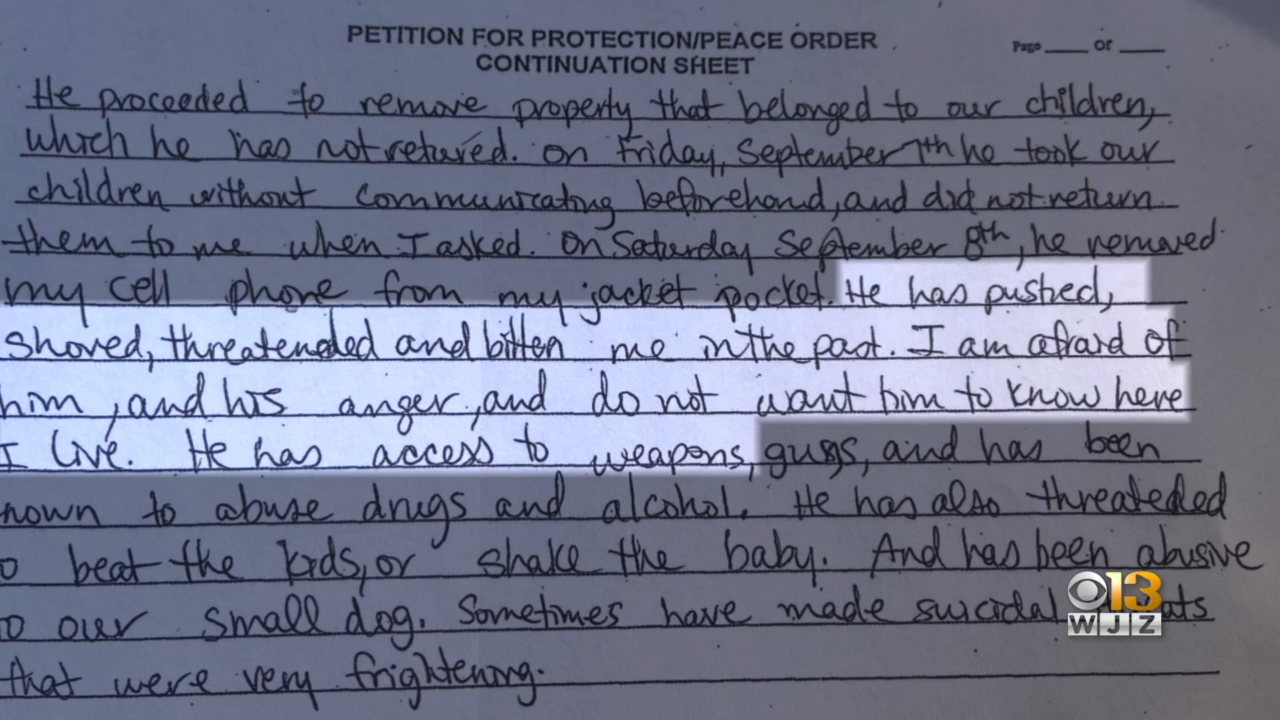 PETITION FOR PROTECTION/PEACE ORDER
CONTINUATION SHEET
Page ____ of ____
He proceeded to remove property that belonged to our children,
which he has not retured. On Friday, September 7th he took our
children without communicating beforehand, and did not return
them to me when I asked. On Saturday September 8th, he removed
my cell phone from my jacket pocket. He has pushed,
shoved, threatended and bitten me in the past. I am afraid of
him, and his anger, and do not want him to know here
I live. He has access to weapons, guns, and has been
nown to abuse drugs and alcohol. He has also threateded
o beat the kids, or shake the baby. And has been abusive
o our small dog. Sometimes have made suicidal ats
that were very frightening.
13
WJZ